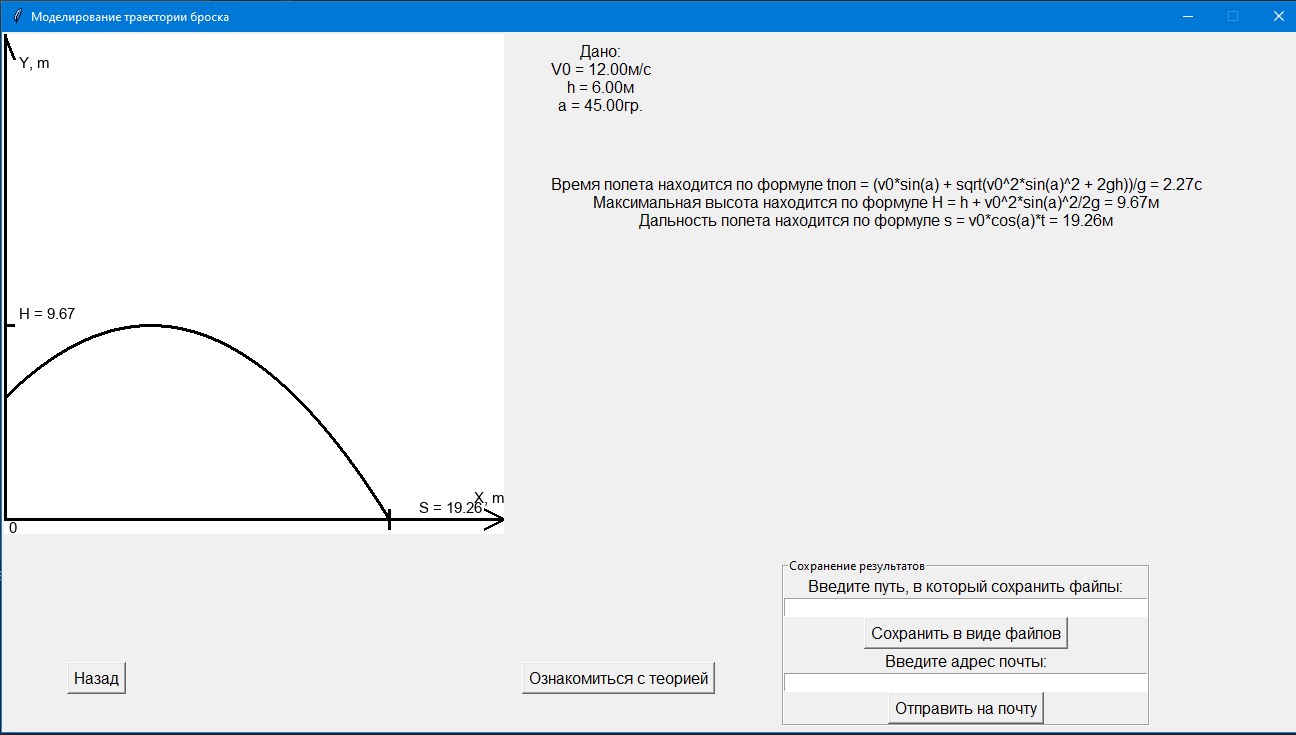 Моделирование траектории броска
Y, m
H = 9.67
X, m
S = 19.26
0
Дано:
V0 = 12.00м/с
h = 6.00м
a = 45.00гр.
Время полета находится по формуле tпол = (v0*sin(a) + sqrt(v0^2*sin(a)^2 + 2gh))/g = 2.27с
Максимальная высота находится по формуле H = h + v0^2*sin(a)^2/2g = 9.67м
Дальность полета находится по формуле s = v0*cos(a)*t = 19.26м
Сохранение результатов
Введите путь, в который сохранить файлы:
Сохранить в виде файлов
Введите адрес почты:
Отправить на почту
Назад
Ознакомиться с теорией